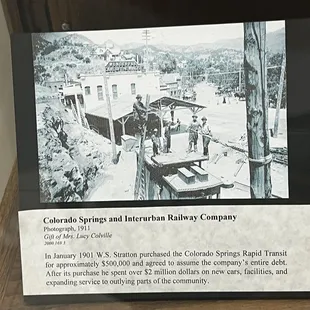 Colorado Springs and Interurban Railway Company
Photograph, 1911
Gift of Mrs. Lucy Colville
In January 1901 W.S. Stratton purchased the Colorado Springs Rapid Transit
for approximately $500,000 and agreed to assume the company's entire debt.
After its purchase he spent over $2 million dollars on new cars, facilities, and
expanding service to outlying parts of the community.